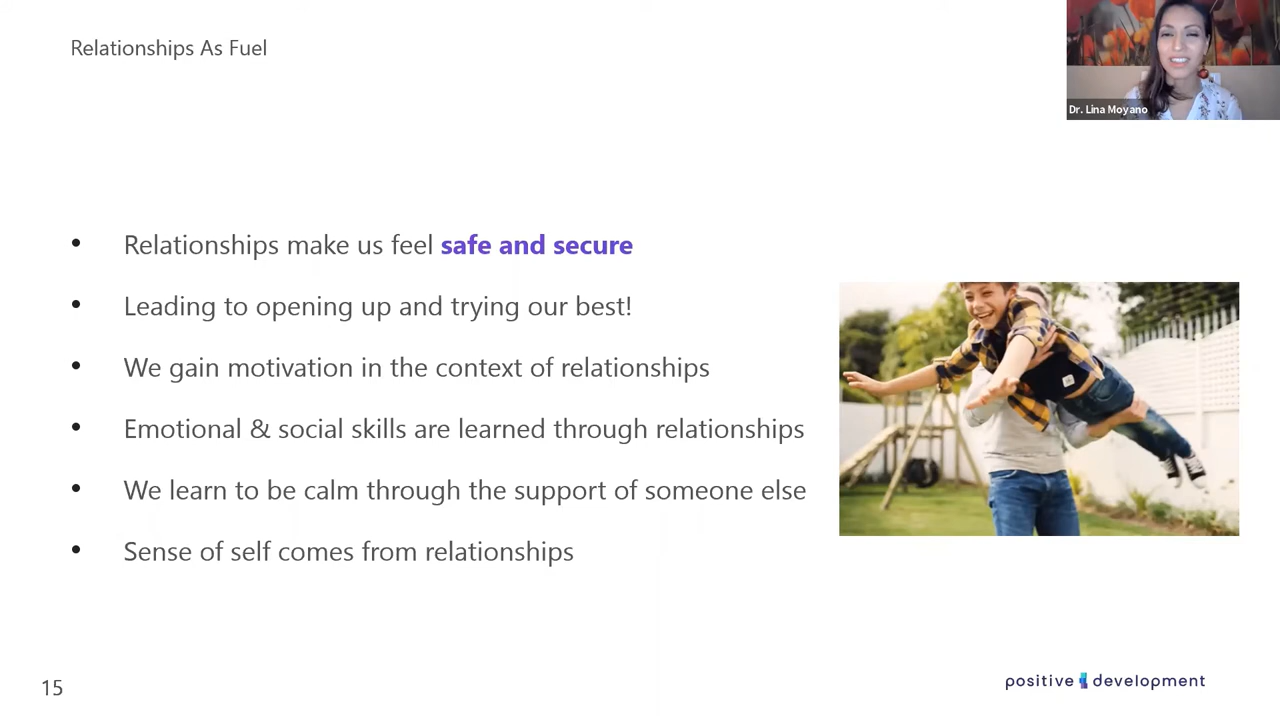 Relationships As Fuel
Dr. Lina Moyano
• Relationships make us feel safe and secure
• Leading to opening up and trying our best!
• We gain motivation in the context of relationships
• Emotional & social skills are learned through relationships
• We learn to be calm through the support of someone else
• Sense of self comes from relationships
15
positive development